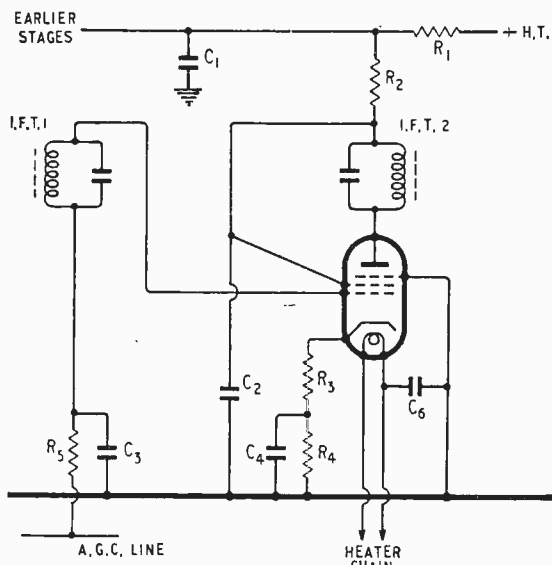 EARLIER
STAGES
C1
R1
+ H.T.
R2
I.F.T.1
I.F.T. 2
C2
R3
C6
R5
C3
C4
R4
A.G.C. LINE
HEATER
CHAIN